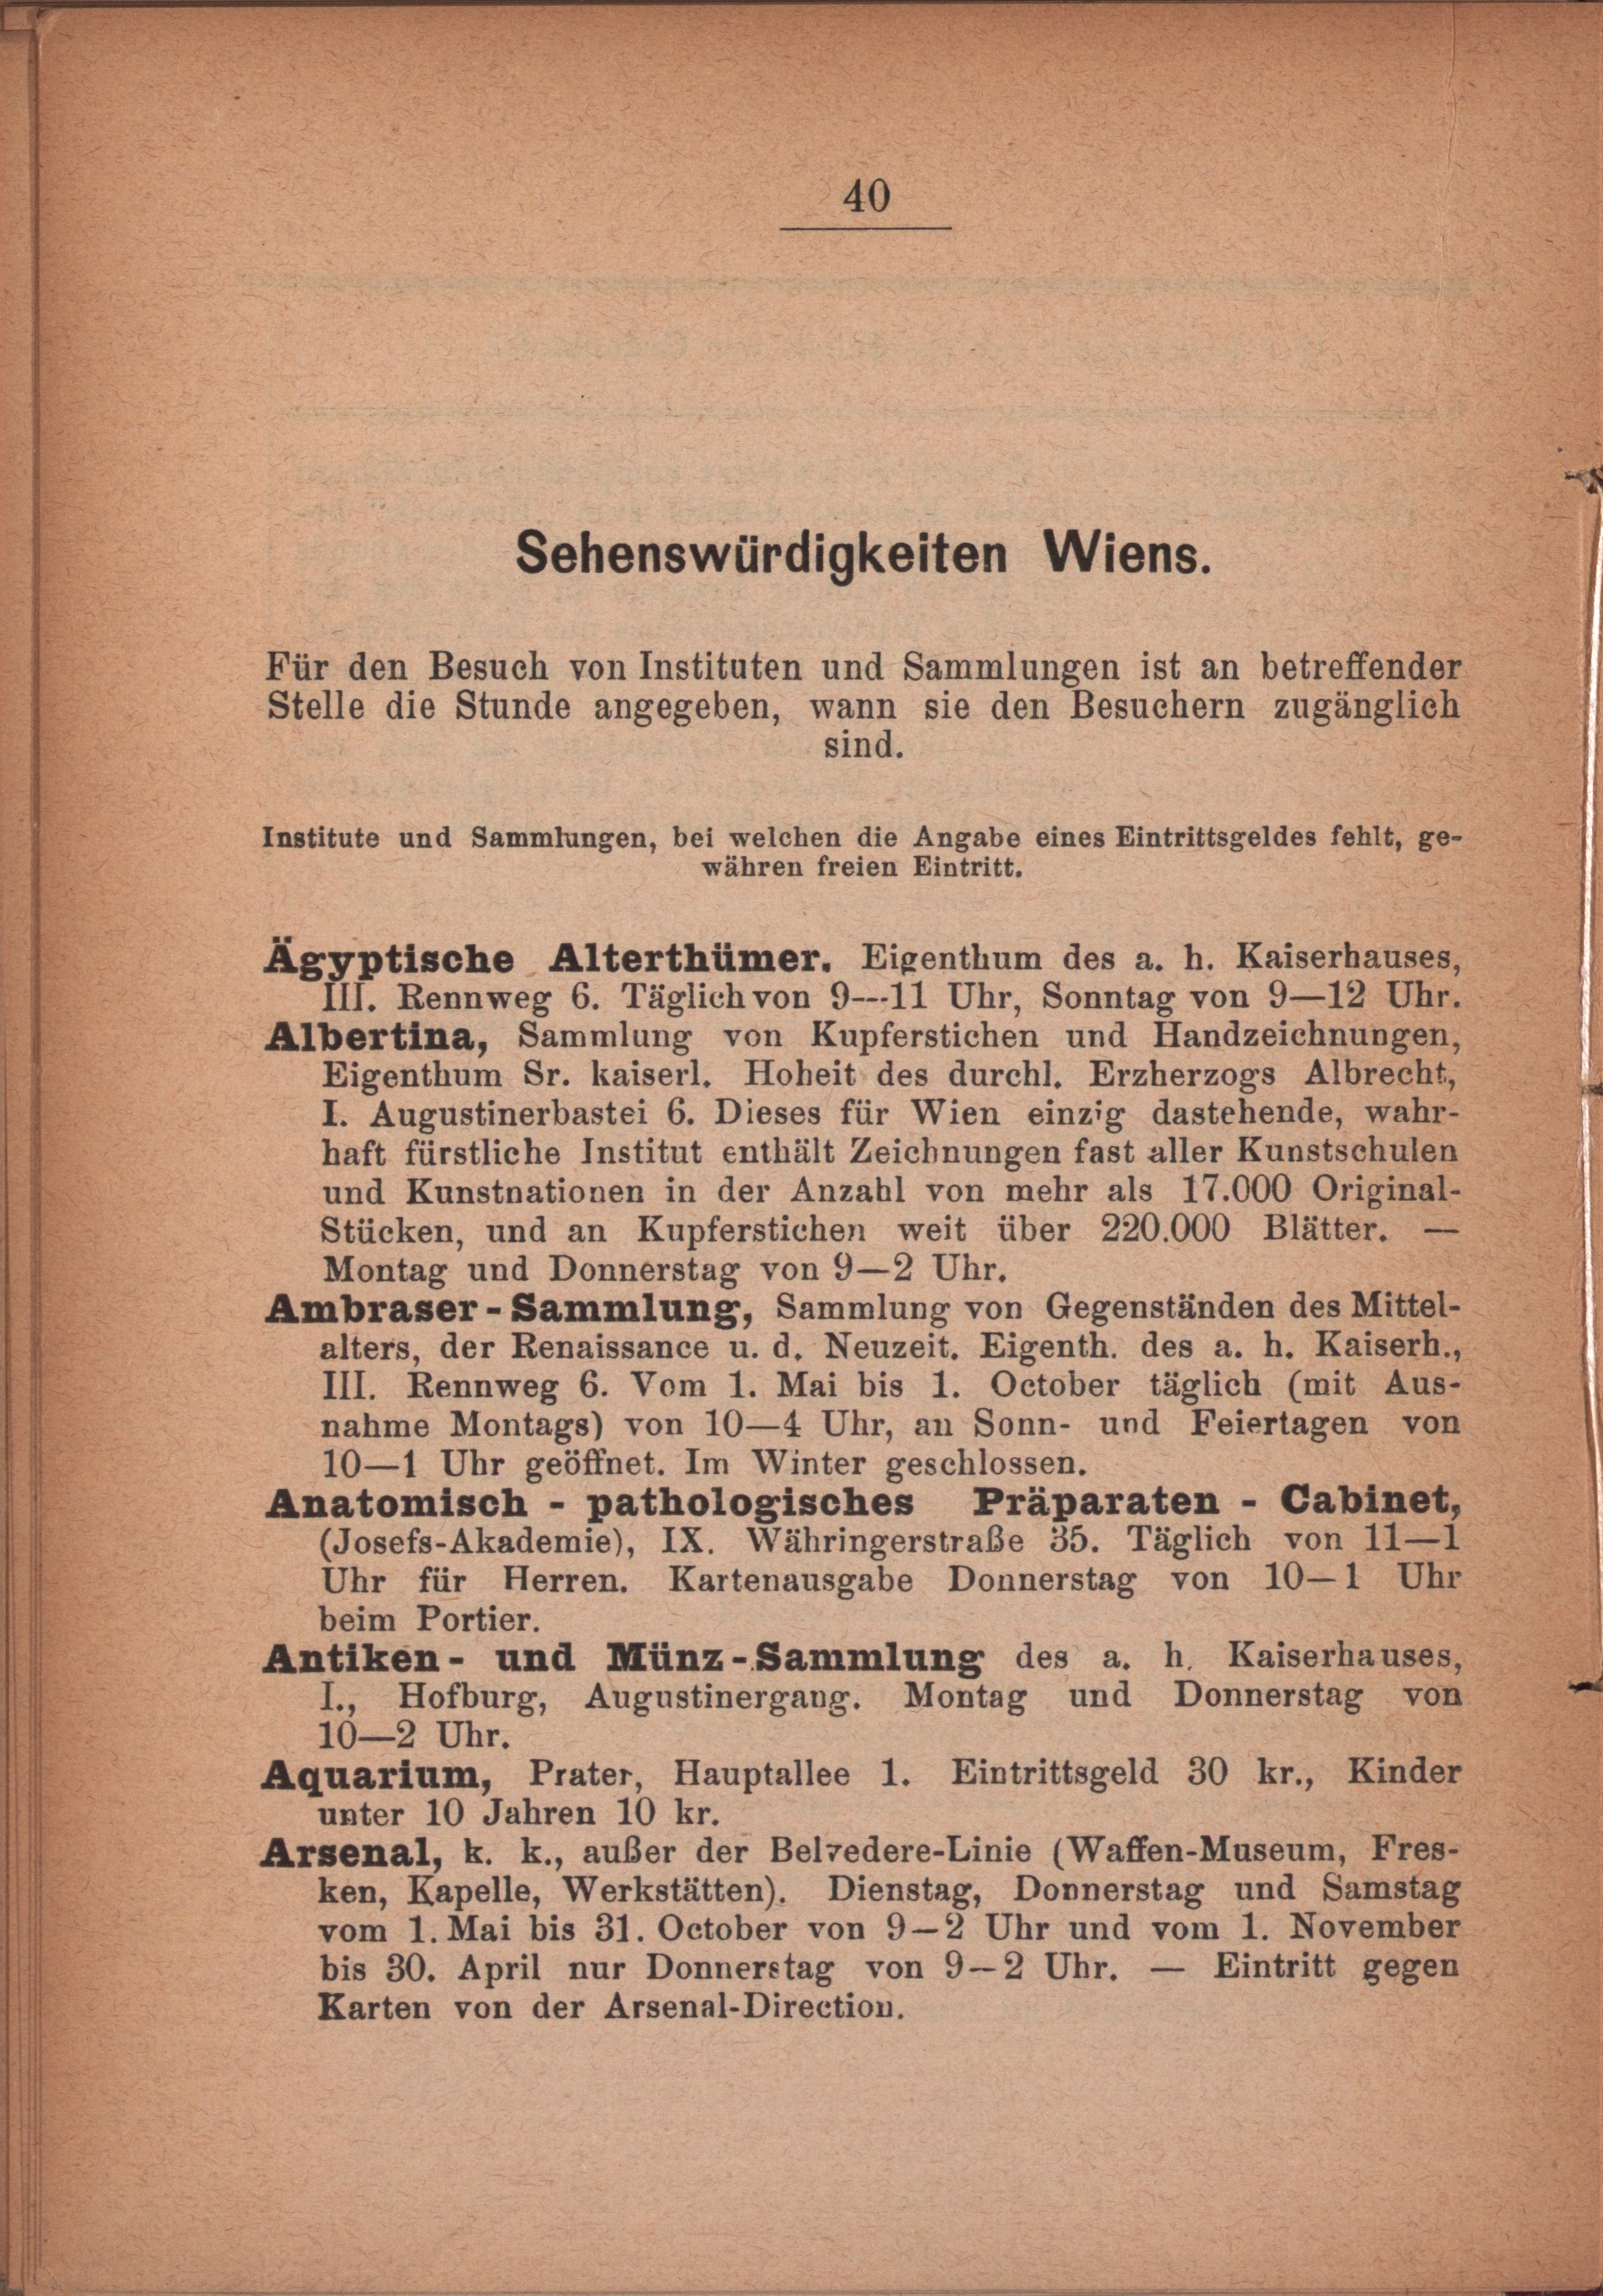 40
Sehenswürdigkeiten Wiens.
Für den Besuch von Instituten und Sammlungen ist an betreffender
Stelle die Stunde angegeben, wann sie den Besuchern zugänglich
sind.
Institute und Sammlungen, bei welchen die Angabe eines Eintrittsgeldes fehlt, ge-
währen freien Eintritt.
Ägyptische Alterthümer. Eigenthum des a. h. Kaiserhauses,
III. Rennweg 6. Täglich von 9—11 Uhr, Sonntag von 9—12 Uhr.
Albertina, Sammlung von Kupferstichen und Handzeichnungen,
Eigenthum Sr. kaiserl. Hoheit des durchl. Erzherzogs Albrecht,
I. Augustinerbastei 6. Dieses für Wien einzig dastehende, wahr-
haft fürstliche Institut enthält Zeichnungen fast aller Kunstschulen
und Kunstnationen in der Anzahl von mehr als 17.000 Original-
Stücken, und an Kupferstichen weit über 220.000 Blätter. —
Montag und Donnerstag von 9—2 Uhr.
Ambraser-Sammlung, Sammlung von Gegenständen des Mittel-
alters, der Renaissance u. d. Neuzeit. Eigenth. des a. h. Kaiserh.,
III. Rennweg 6. Vom 1. Mai bis 1. October täglich (mit Aus-
nahme Montags) von 10—4 Uhr, an Sonn- und Feiertagen von
10—1 Uhr geöffnet. Im Winter geschlossen.
Anatomisch-pathologisches Präparaten-Cabinet,
(Josefs-Akademie), IX. Währingerstraße 35. Täglich von 11—1
Uhr für Herren. Kartenausgabe Donnerstag von 10—1 Uhr
beim Portier.
Antiken- und Münz-Sammlung des a. h. Kaiserhauses,
I., Hofburg, Augustinergang. Montag und Donnerstag von
10—2 Uhr.
Aquarium, Prater, Hauptallee 1. Eintrittsgeld 30 kr., Kinder
unter 10 Jahren 10 kr.
Arsenal, k. k., außer der Belvedere-Linie (Waffen-Museum, Fres-
ken, Kapelle, Werkstätten). Dienstag, Donnerstag und Samstag
vom 1. Mai bis 31. October von 9—2 Uhr und vom 1. November
bis 30. April nur Donnerstag von 9—2 Uhr. — Eintritt gegen
Karten von der Arsenal-Direction.